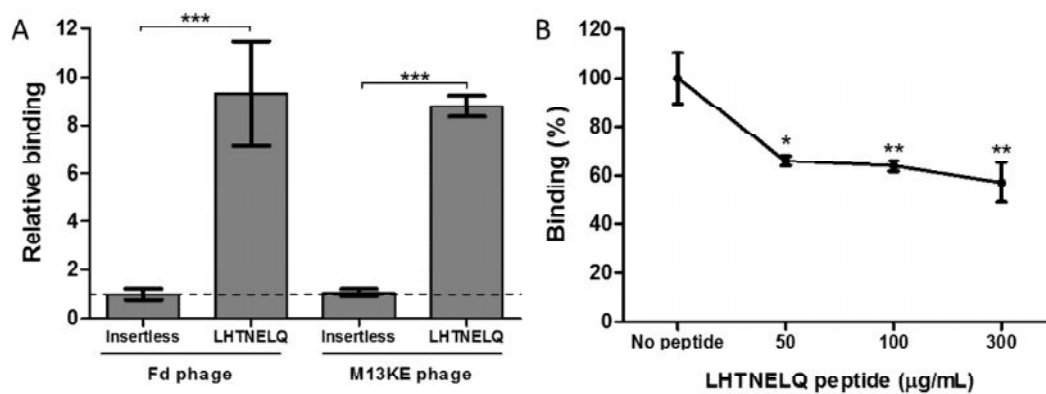 A
Relative binding
12
10
8
6
4
2
0
***
***
Insertless
LHTNELQ
Insertless
LHTNELQ
Fd phage
M13KE phage
B
Binding (%)
120
100
80
60
40
20
0
*
**
**
No peptide
50
100
300
LHTNELQ peptide (µg/mL)